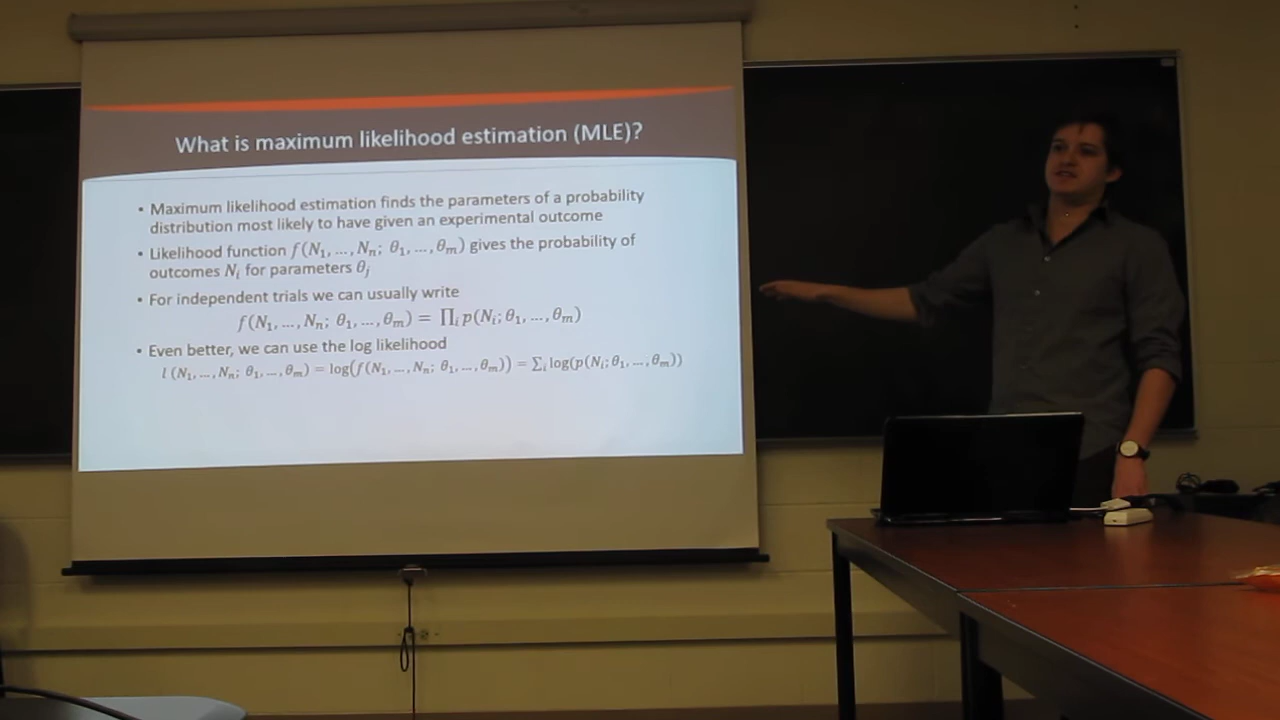 What is maximum likelihood estimation (MLE)?
• Maximum likelihood estimation finds the parameters of a probability
distribution most likely to have given an experimental outcome
• Likelihood function f(N₁, …, Nₙ; θ₁, …, θₘ) gives the probability of
outcomes Nᵢ for parameters θⱼ
• For independent trials we can usually write
f(N₁, …, Nₙ; θ₁, …, θₘ) = ∏ᵢ p(Nᵢ; θ₁, …, θₘ)
• Even better, we can use the log likelihood
l (N₁, …, Nₙ; θ₁, …, θₘ) = log(f(N₁, …, Nₙ; θ₁, …, θₘ)) = ∑ᵢ log(p(Nᵢ; θ₁, …, θₘ))